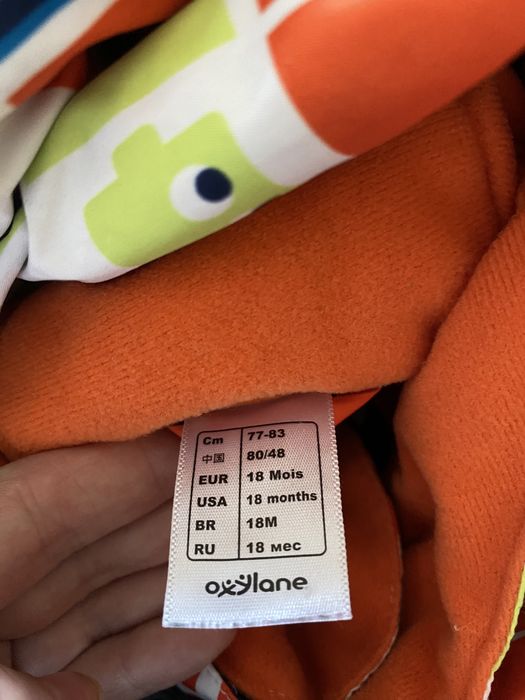 Cm 77-83
中国 80/48
EUR 18 Mois
USA 18 months
BR 18M
RU 18 мес
oxylane